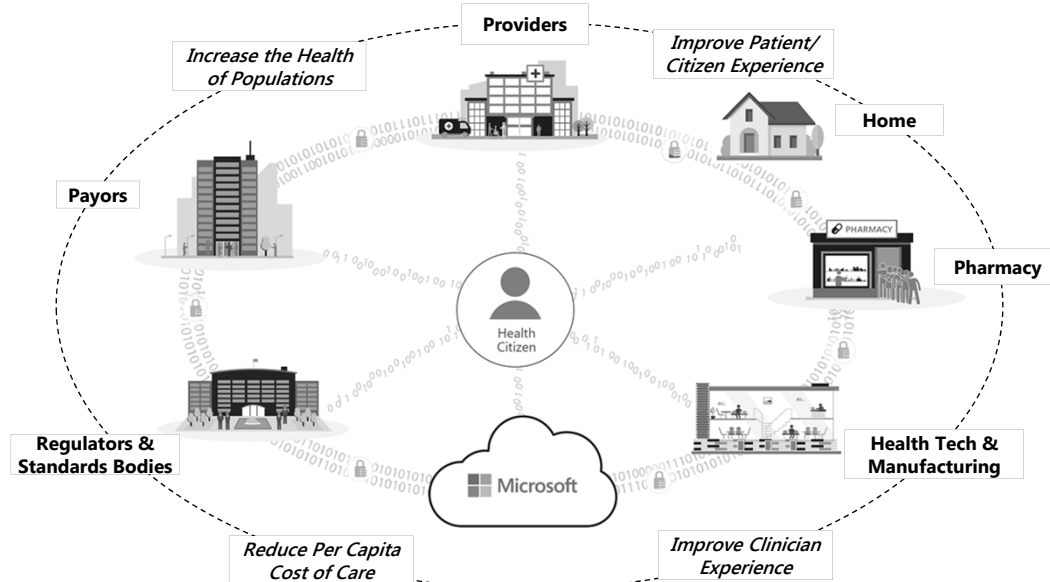 Providers
Increase the Health
of Populations
Improve Patient/
Citizen Experience
Home
Payors
PHARMACY
Pharmacy
Health
Citizen
Regulators &
Standards Bodies
Microsoft
Health Tech &
Manufacturing
Reduce Per Capita
Cost of Care
Improve Clinician
Experience